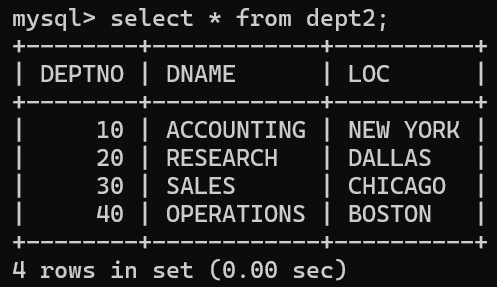 mysql> select * from dept2;
+--------+------------+----------+
| DEPTNO | DNAME      | LOC      |
+--------+------------+----------+
|     10 | ACCOUNTING | NEW YORK |
|     20 | RESEARCH   | DALLAS   |
|     30 | SALES      | CHICAGO  |
|     40 | OPERATIONS | BOSTON   |
+--------+------------+----------+
4 rows in set (0.00 sec)